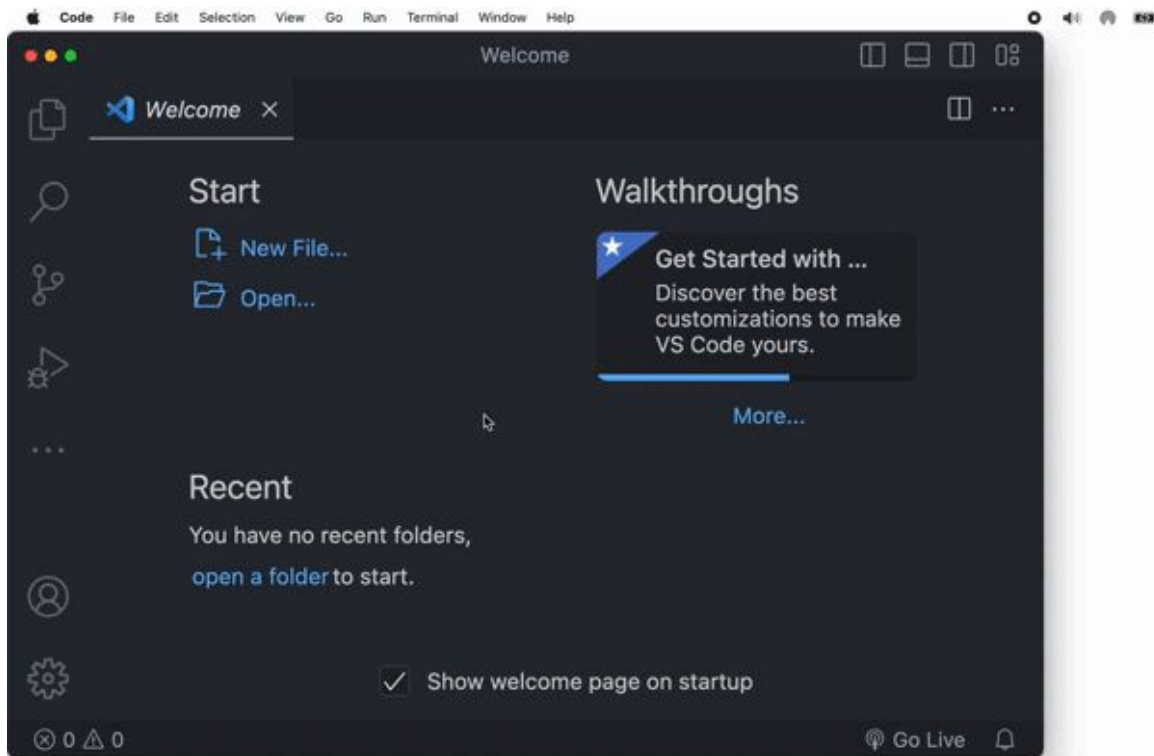 Code File Edit Selection View Go Run Terminal Window Help
Welcome
Welcome
Start
New File...
Open...
Walkthroughs
Get Started with ...
Discover the best
customizations to make
VS Code yours.
More...
Recent
You have no recent folders,
open a folder to start.
Show welcome page on startup
0 0
Go Live